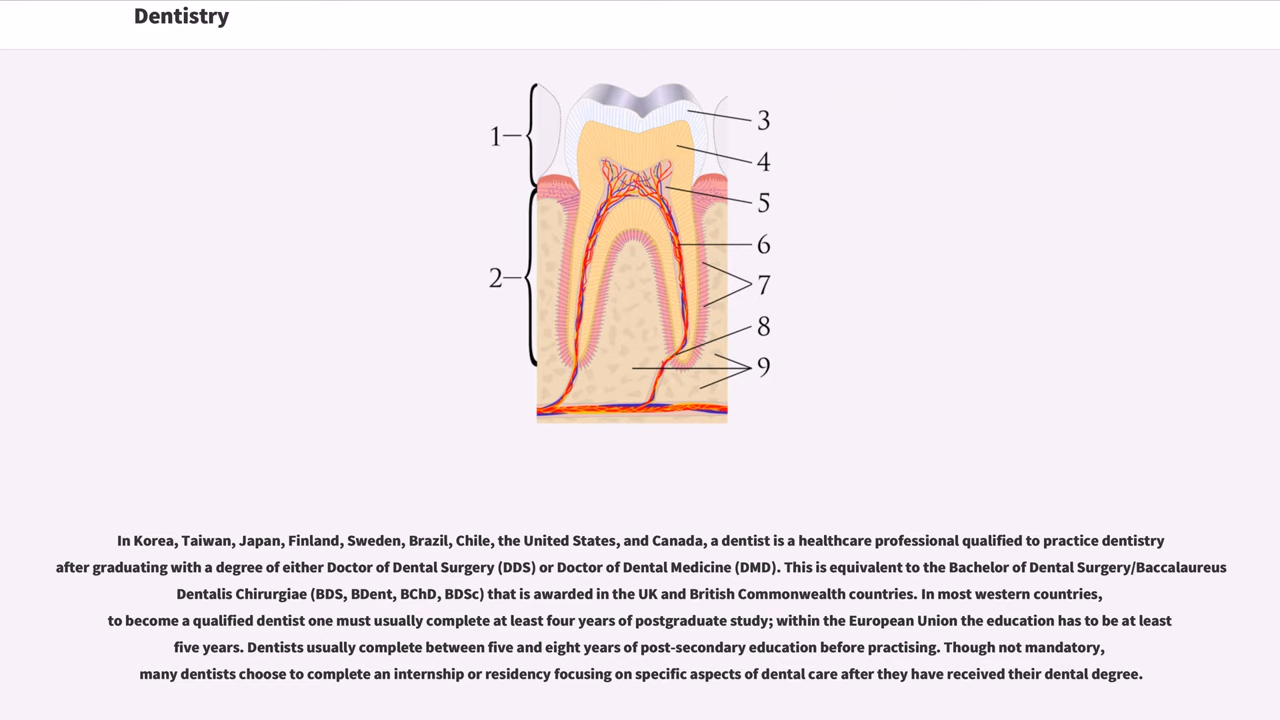 Dentistry
1
2
3
4
5
6
7
8
9
In Korea, Taiwan, Japan, Finland, Sweden, Brazil, Chile, the United States, and Canada, a dentist is a healthcare professional qualified to practice dentistry
after graduating with a degree of either Doctor of Dental Surgery (DDS) or Doctor of Dental Medicine (DMD). This is equivalent to the Bachelor of Dental Surgery/Baccalaureus
Dentalis Chirurgiae (BDS, BDent, BChD, BDSc) that is awarded in the UK and British Commonwealth countries. In most western countries,
to become a qualified dentist one must usually complete at least four years of postgraduate study; within the European Union the education has to be at least
five years. Dentists usually complete between five and eight years of post-secondary education before practising. Though not mandatory,
many dentists choose to complete an internship or residency focusing on specific aspects of dental care after they have received their dental degree.